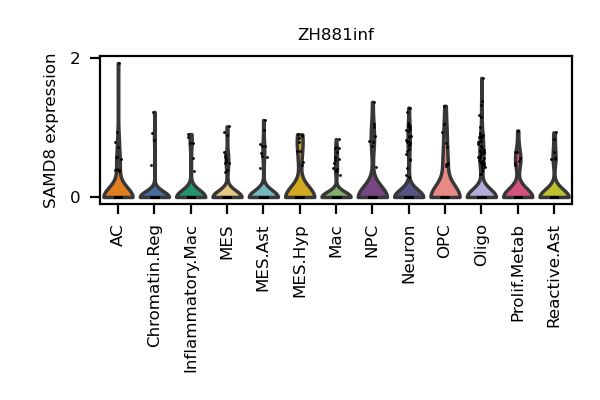 ZH881inf
SAMD8 expression
2
0
AC
Chromatin.Reg
Inflammatory.Mac
MES
MES.Ast
MES.Hyp
Mac
NPC
Neuron
OPC
Oligo
Prolif.Metab
Reactive.Ast